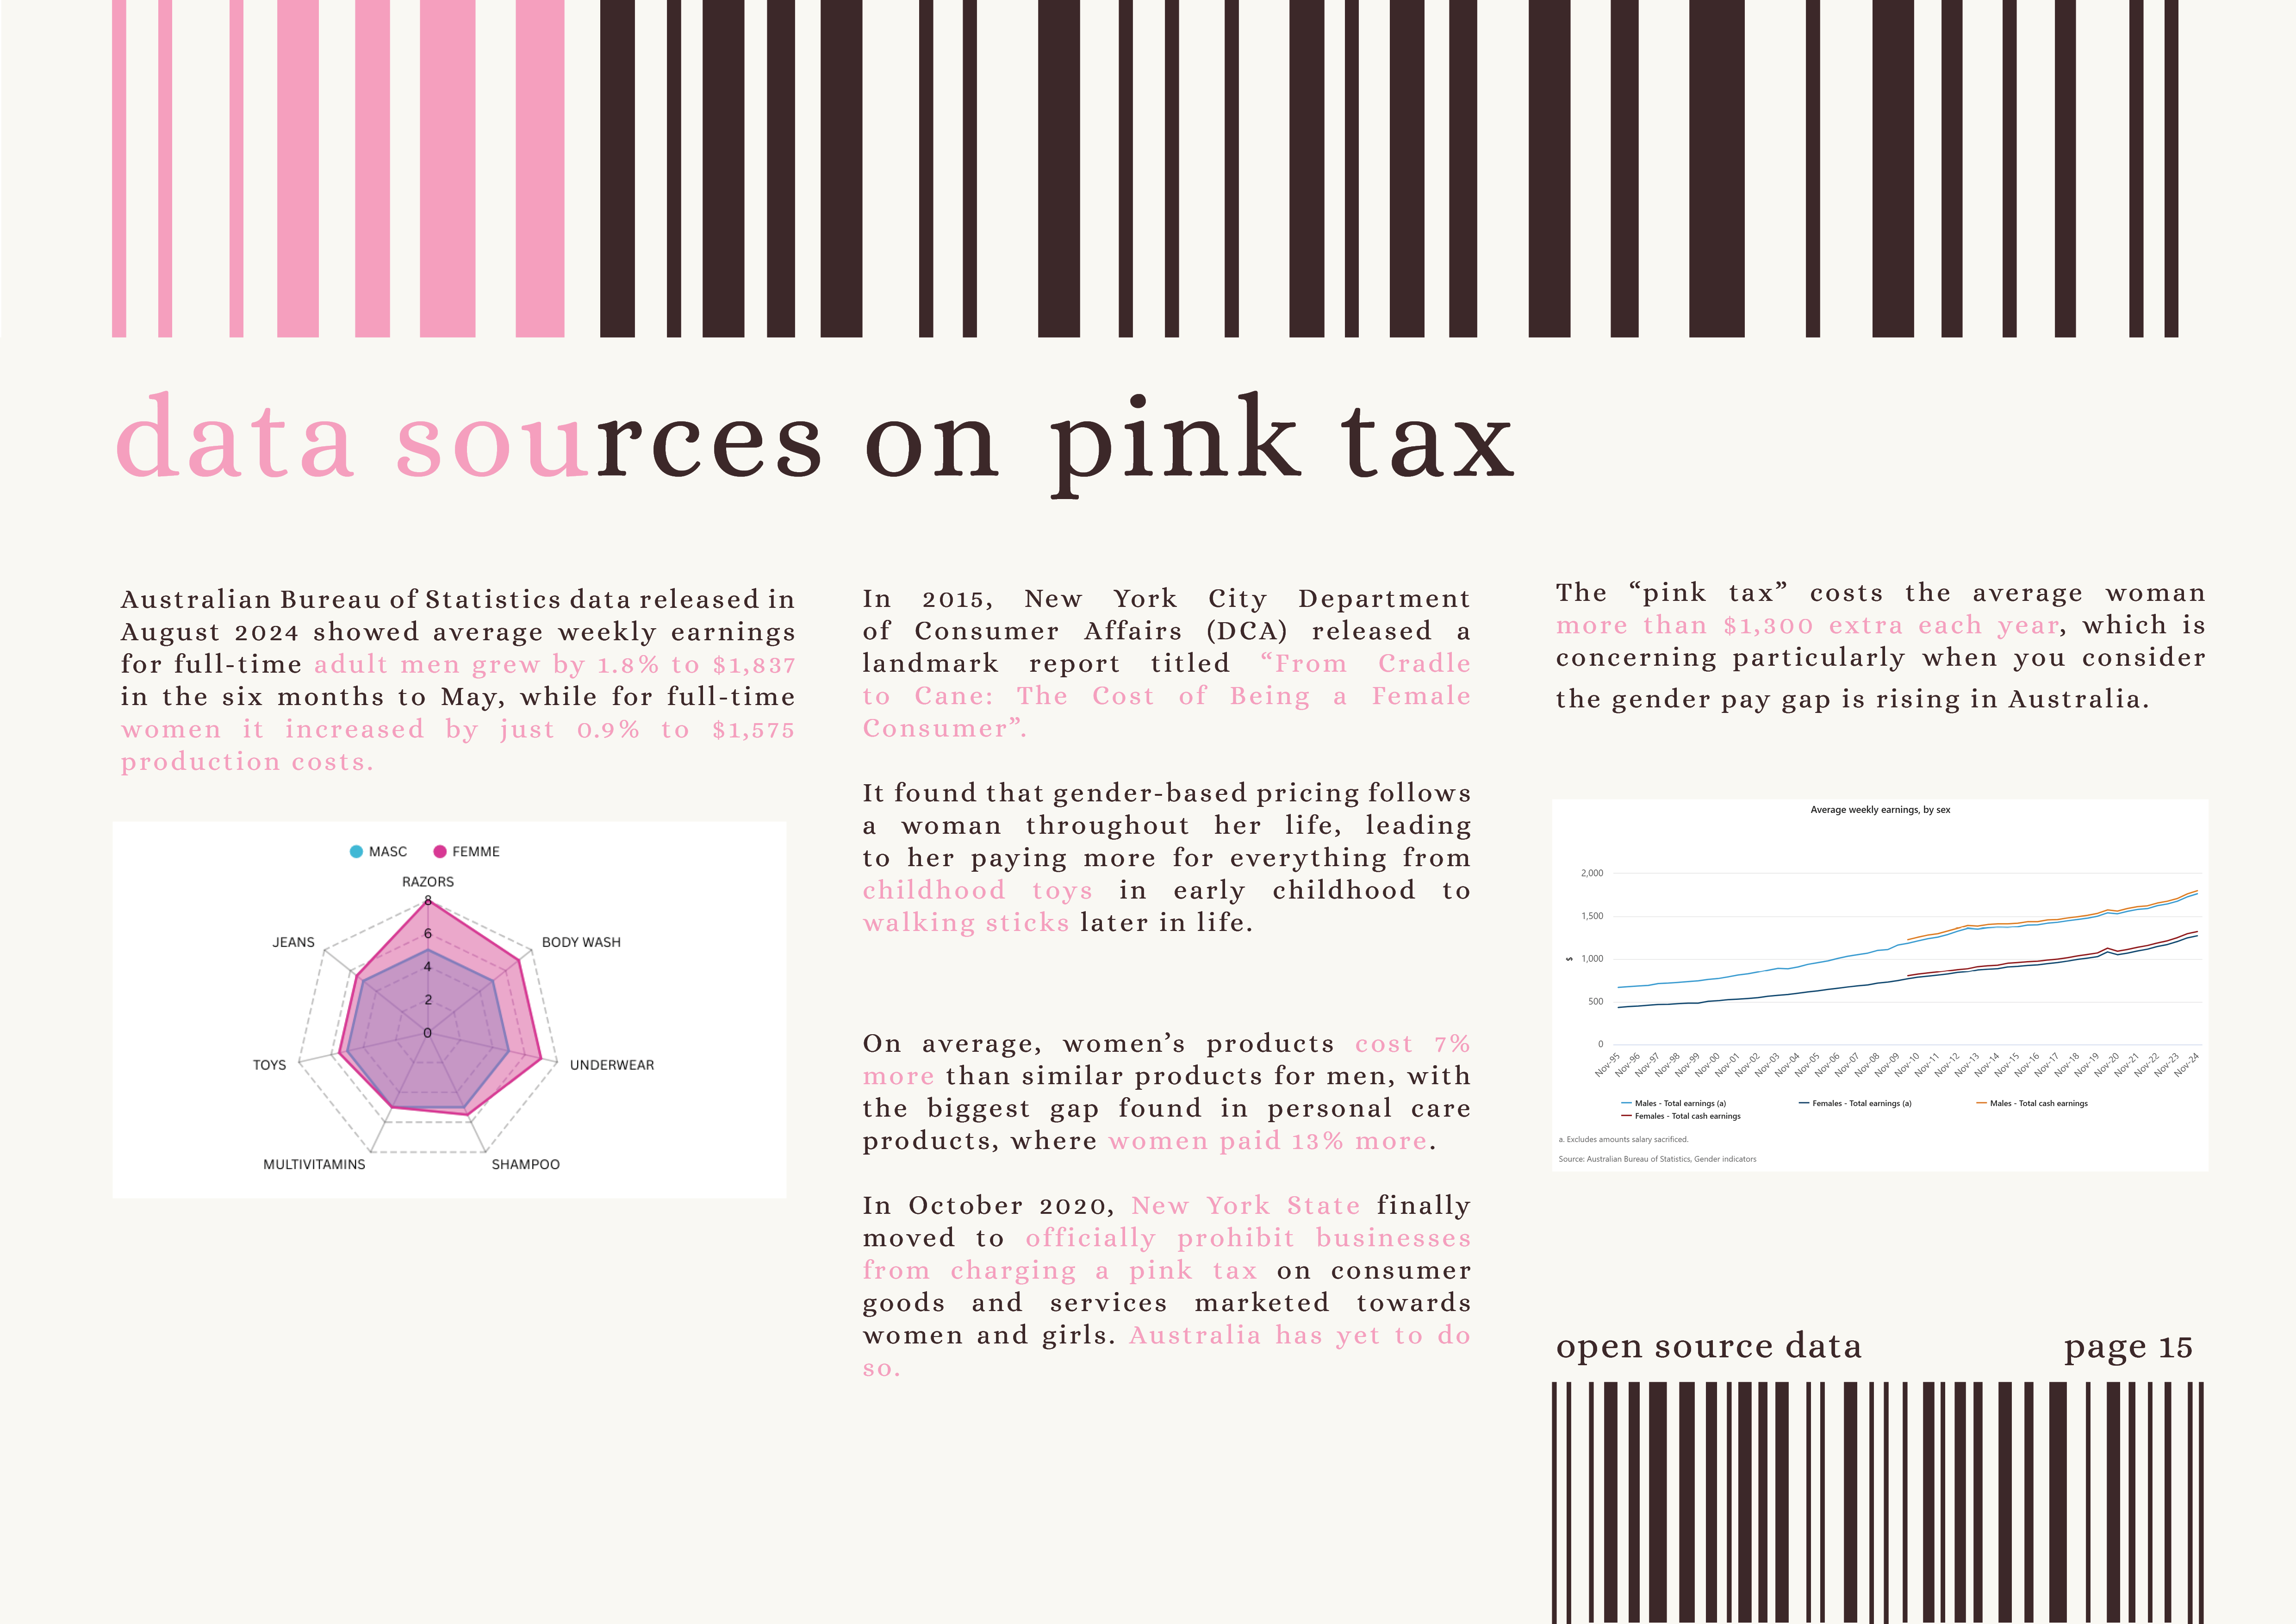 data sources on pink tax
Australian Bureau of Statistics data released in
August 2024 showed average weekly earnings
for full-time adult men grew by 1.8% to $1,837
in the six months to May, while for full-time
women it increased by just 0.9% to $1,575
production costs.
MASC FEMME
RAZORS
8
6
4
2
0
JEANS
BODY WASH
TOYS
UNDERWEAR
MULTIVITAMINS
SHAMPOO
In 2015, New York City Department
of Consumer Affairs (DCA) released a
landmark report titled “From Cradle
to Cane: The Cost of Being a Female
Consumer”.
It found that gender-based pricing follows
a woman throughout her life, leading
to her paying more for everything from
childhood toys in early childhood to
walking sticks later in life.
On average, women’s products cost 7%
more than similar products for men, with
the biggest gap found in personal care
products, where women paid 13% more.
In October 2020, New York State finally
moved to officially prohibit businesses
from charging a pink tax on consumer
goods and services marketed towards
women and girls. Australia has yet to do
so.
The “pink tax” costs the average woman
more than $1,300 extra each year, which is
concerning particularly when you consider
the gender pay gap is rising in Australia.
Average weekly earnings, by sex
2,000
1,500
$ 1,000
500
0
Nov-95 Nov-96 Nov-97 Nov-98 Nov-99 Nov-00 Nov-01 Nov-02 Nov-03 Nov-04 Nov-05 Nov-06 Nov-07 Nov-08 Nov-09 Nov-10 Nov-11 Nov-12 Nov-13 Nov-14 Nov-15 Nov-16 Nov-17 Nov-18 Nov-19 Nov-20 Nov-21 Nov-22 Nov-23 Nov-24
Males - Total earnings (a) Females - Total earnings (a) Males - Total cash earnings
Females - Total cash earnings
a. Excludes amounts salary sacrificed.
Source: Australian Bureau of Statistics, Gender indicators
open source data page 15